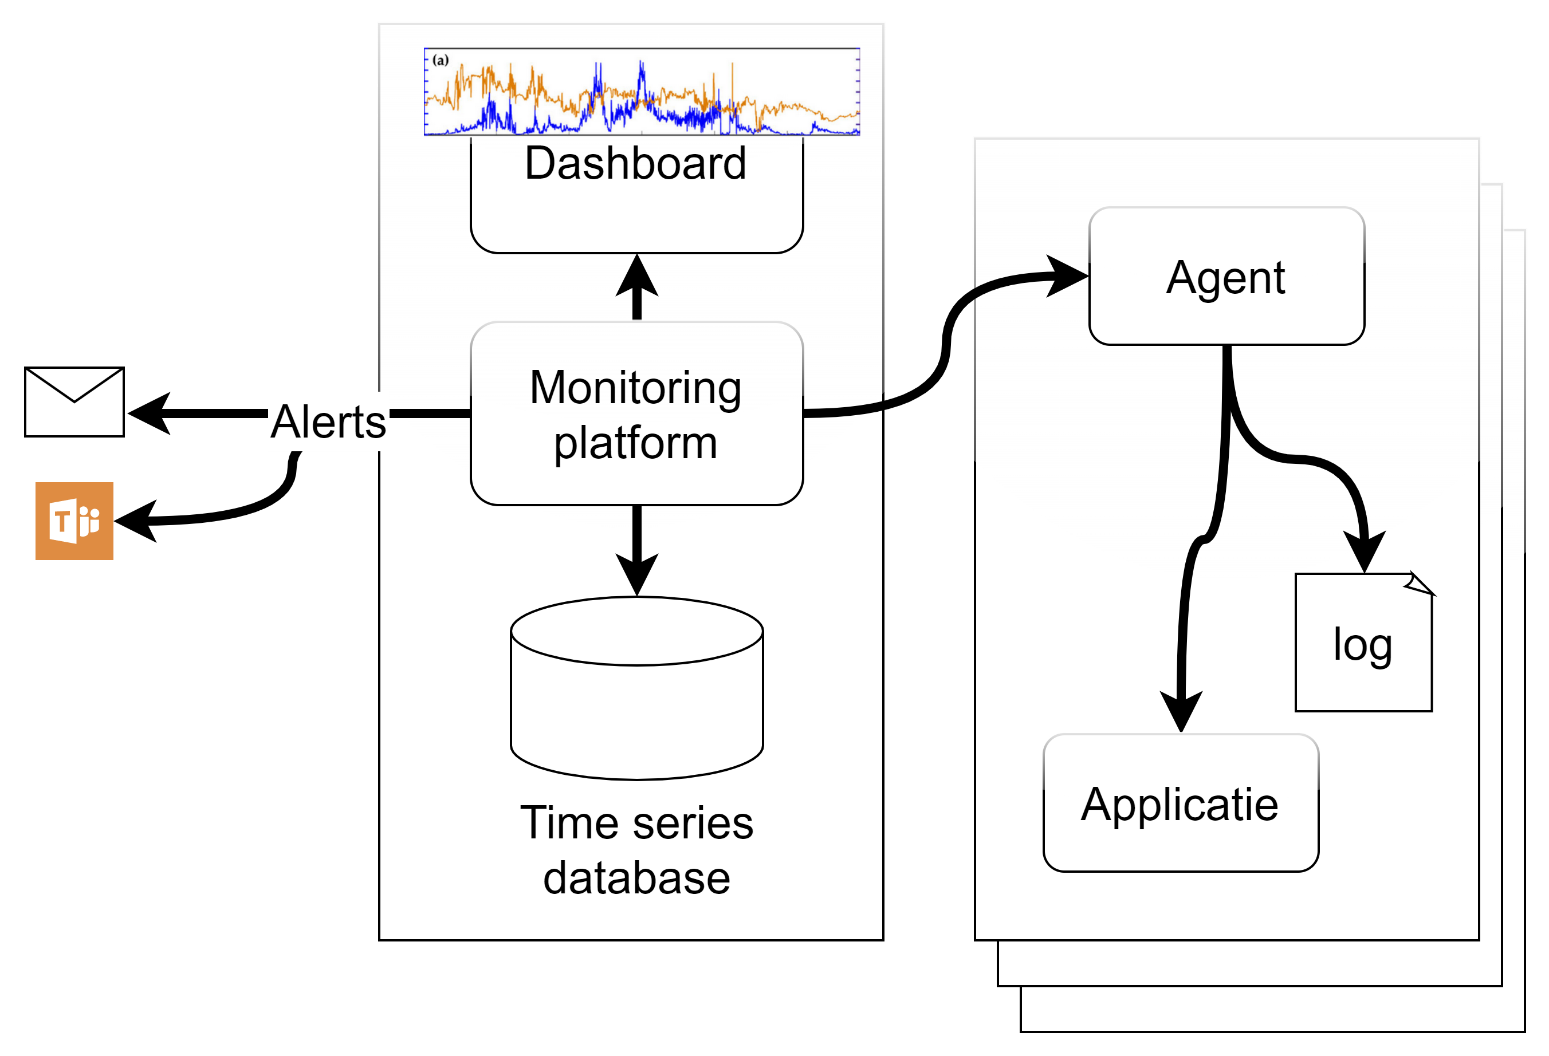 (a)
Dashboard
Monitoring
platform
Alerts
T
Time series
database
Agent
log
Applicatie